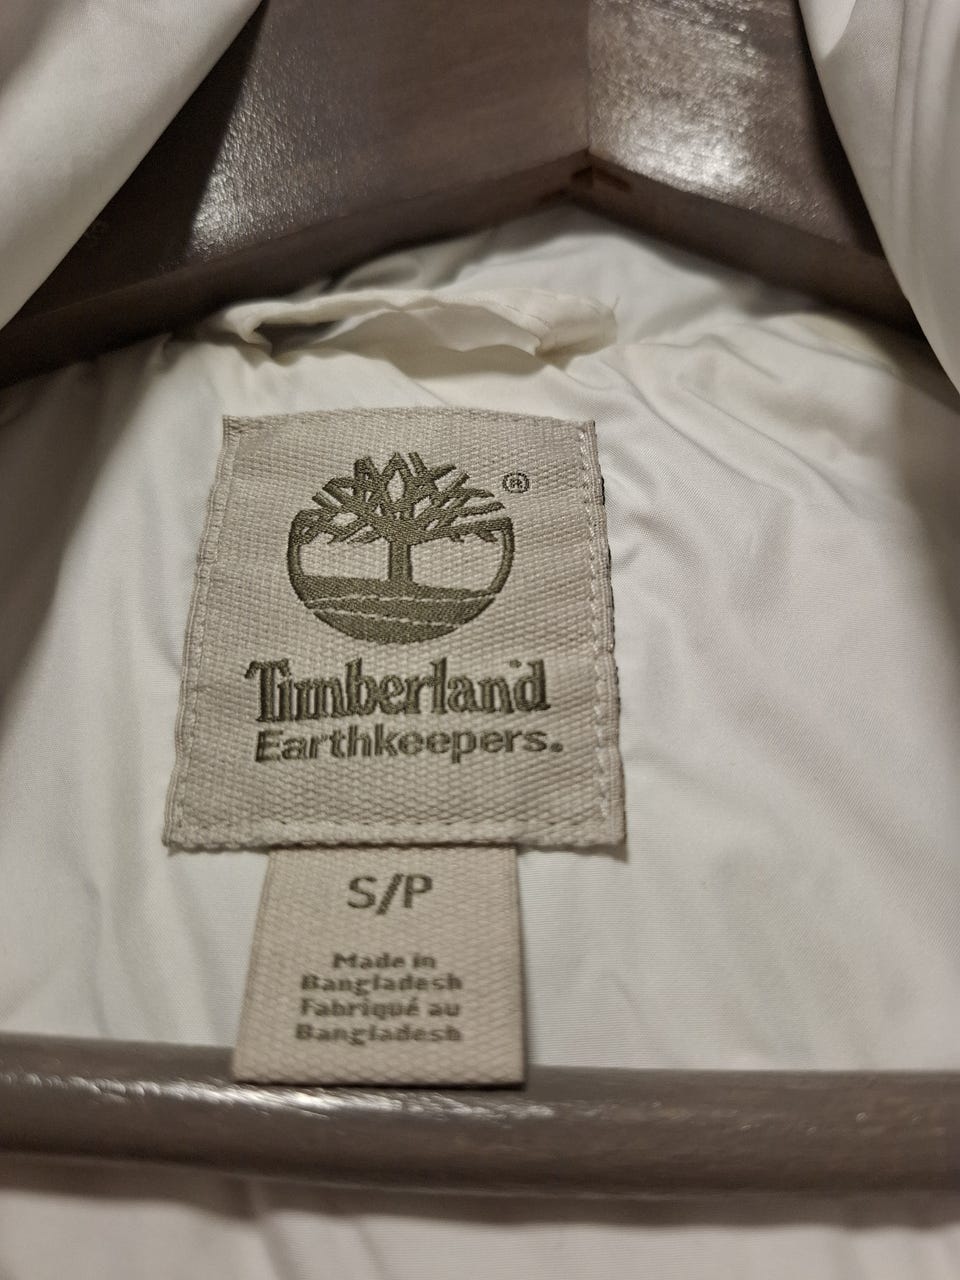 ®
Timberland
Earthkeepers.
S/P
Made in
Bangladesh
Fabriqué au
Bangladesh